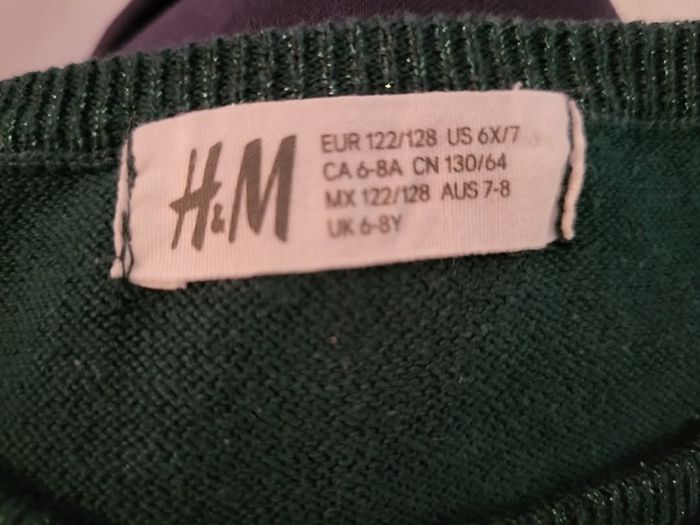 H&M
EUR 122/128 US 6X/7
CA 6-8A CN 130/64
MX 122/128 AUS 7-8
UK 6-8Y